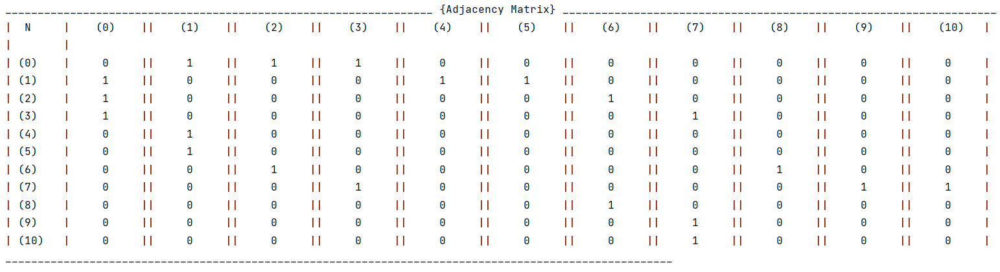 __________________________________________________________________ {Adjacency Matrix} ___________________________________________________________________
|  N     |     (0)    ||     (1)    ||     (2)    ||     (3)    ||     (4)    ||     (5)    ||     (6)    ||     (7)    ||     (8)    ||     (9)    ||     (10)   |
|        |
| (0)    |      0     ||      1     ||      1     ||      1     ||      0     ||      0     ||      0     ||      0     ||      0     ||      0     ||      0     |
| (1)    |      1     ||      0     ||      0     ||      0     ||      1     ||      1     ||      0     ||      0     ||      0     ||      0     ||      0     |
| (2)    |      1     ||      0     ||      0     ||      0     ||      0     ||      0     ||      1     ||      0     ||      0     ||      0     ||      0     |
| (3)    |      1     ||      0     ||      0     ||      0     ||      0     ||      0     ||      0     ||      1     ||      0     ||      0     ||      0     |
| (4)    |      0     ||      1     ||      0     ||      0     ||      0     ||      0     ||      0     ||      0     ||      0     ||      0     ||      0     |
| (5)    |      0     ||      1     ||      0     ||      0     ||      0     ||      0     ||      0     ||      0     ||      0     ||      0     ||      0     |
| (6)    |      0     ||      0     ||      1     ||      0     ||      0     ||      0     ||      0     ||      0     ||      1     ||      0     ||      0     |
| (7)    |      0     ||      0     ||      0     ||      1     ||      0     ||      0     ||      0     ||      0     ||      0     ||      1     ||      1     |
| (8)    |      0     ||      0     ||      0     ||      0     ||      0     ||      0     ||      1     ||      0     ||      0     ||      0     ||      0     |
| (9)    |      0     ||      0     ||      0     ||      0     ||      0     ||      0     ||      0     ||      1     ||      0     ||      0     ||      0     |
| (10)   |      0     ||      0     ||      0     ||      0     ||      0     ||      0     ||      0     ||      1     ||      0     ||      0     ||      0     |
_______________________________________________________________________________________________________